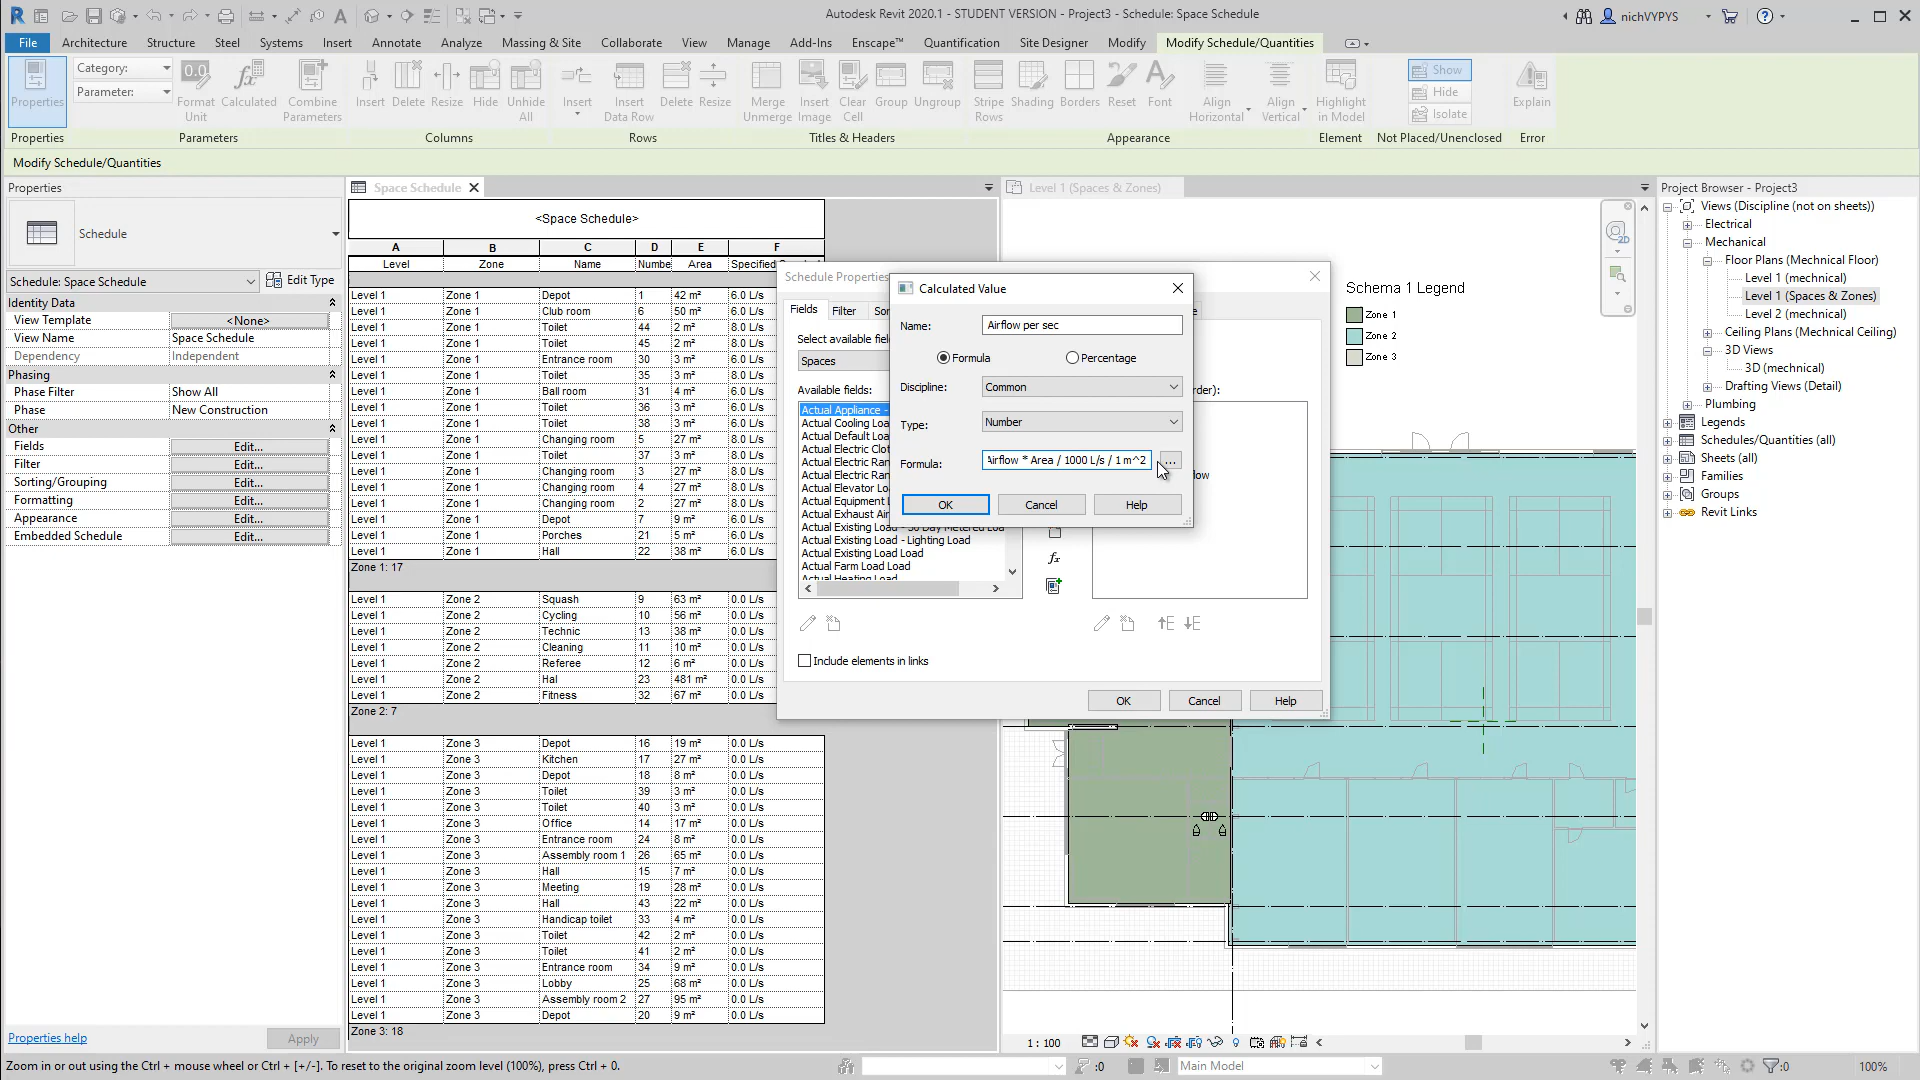 Autodesk Revit 2020.1 - STUDENT VERSION - Project3 - Schedule: Space Schedule
nichVYPYS
File Architecture Structure Steel Systems Insert Annotate Analyze Massing & Site Collaborate View Manage Add-Ins Enscape™ Quantification Site Designer Modify Modify Schedule/Quantities
Category:
Parameter:
Properties
Format Unit
Calculated
Combine Parameters
Insert Delete Resize Hide Unhide All
Insert
Insert Data Row
Delete Resize
Merge Unmerge
Insert Image
Clear Cell
Group Ungroup
Stripe Rows
Shading Borders Reset Font
Align Horizontal
Align Vertical
Highlight in Model
Show
Hide
Isolate
Explain
Properties Parameters Columns Rows Titles & Headers Appearance Element Not Placed/Unenclosed Error
Modify Schedule/Quantities
Properties
Schedule
Schedule: Space Schedule
Edit Type
Identity Data
View Template <None>
View Name Space Schedule
Dependency Independent
Phasing
Phase Filter Show All
Phase New Construction
Other
Fields Edit...
Filter Edit...
Sorting/Grouping Edit...
Formatting Edit...
Appearance Edit...
Embedded Schedule Edit...
Properties help
Apply
Space Schedule
<Space Schedule>
A B C D E F
Level Zone Name Numbe Area
Level 1 Zone 1 Depot 1 42 m² 6.0 L/s
Level 1 Zone 1 Club room 6 50 m² 6.0 L/s
Level 1 Zone 1 Toilet 44 2 m² 8.0 L/s
Level 1 Zone 1 Toilet 45 2 m² 8.0 L/s
Level 1 Zone 1 Entrance room 30 3 m² 6.0 L/s
Level 1 Zone 1 Toilet 35 3 m² 8.0 L/s
Level 1 Zone 1 Ball room 31 4 m² 6.0 L/s
Level 1 Zone 1 Toilet 36 3 m² 6.0 L/s
Level 1 Zone 1 Toilet 38 3 m² 6.0 L/s
Level 1 Zone 1 Changing room 5 27 m² 8.0 L/s
Level 1 Zone 1 Toilet 37 3 m² 8.0 L/s
Level 1 Zone 1 Changing room 3 27 m² 8.0 L/s
Level 1 Zone 1 Changing room 4 27 m² 8.0 L/s
Level 1 Zone 1 Changing room 2 27 m² 8.0 L/s
Level 1 Zone 1 Depot 7 9 m² 6.0 L/s
Level 1 Zone 1 Porches 21 5 m² 6.0 L/s
Level 1 Zone 1 Hall 22 38 m² 6.0 L/s
Zone 1: 17
Level 1 Zone 2 Squash 9 63 m² 0.0 L/s
Level 1 Zone 2 Cycling 10 56 m² 0.0 L/s
Level 1 Zone 2 Technic 13 38 m² 0.0 L/s
Level 1 Zone 2 Cleaning 11 10 m² 0.0 L/s
Level 1 Zone 2 Referee 12 6 m² 0.0 L/s
Level 1 Zone 2 Hal 23 481 m² 0.0 L/s
Level 1 Zone 2 Fitness 32 67 m² 0.0 L/s
Zone 2: 7
Level 1 Zone 3 Depot 16 19 m² 0.0 L/s
Level 1 Zone 3 Kitchen 17 27 m² 0.0 L/s
Level 1 Zone 3 Depot 18 8 m² 0.0 L/s
Level 1 Zone 3 Toilet 39 3 m² 0.0 L/s
Level 1 Zone 3 Toilet 40 3 m² 0.0 L/s
Level 1 Zone 3 Office 14 17 m² 0.0 L/s
Level 1 Zone 3 Entrance room 24 8 m² 0.0 L/s
Level 1 Zone 3 Assembly room 1 26 65 m² 0.0 L/s
Level 1 Zone 3 Hall 15 7 m² 0.0 L/s
Level 1 Zone 3 Meeting 19 28 m² 0.0 L/s
Level 1 Zone 3 Hall 43 22 m² 0.0 L/s
Level 1 Zone 3 Handicap toilet 33 4 m² 0.0 L/s
Level 1 Zone 3 Toilet 42 2 m² 0.0 L/s
Level 1 Zone 3 Toilet 41 2 m² 0.0 L/s
Level 1 Zone 3 Entrance room 34 9 m² 0.0 L/s
Level 1 Zone 3 Lobby 25 68 m² 0.0 L/s
Level 1 Zone 3 Assembly room 2 27 95 m² 0.0 L/s
Level 1 Zone 3 Depot 20 9 m² 0.0 L/s
Zone 3: 18
Schedule Properties
Fields Filter Sor
Select available fiel
Spaces
Available fields:
Actual Appliance -
Actual Cooling Loa
Actual Default Loa
Actual Electric Clot
Actual Electric Ran
Actual Electric Ran
Actual Elevator Loa
Actual Equipment L
Actual Exhaust Air
Actual Existing Load - 30 Day Metered Loa
Actual Existing Load - Lighting Load
Actual Existing Load Load
Actual Farm Load Load
Actual Heating Load
der):
low
fx
Include elements in links
OK Cancel Help
Calculated Value
Name: Airflow per sec
Formula Percentage
Discipline: Common
Type: Number
Formula: Airflow * Area / 1000 L/s / 1 m^2 ...
OK Cancel Help
Level 1 (Spaces & Zones)
2D
Schema 1 Legend
Zone 1
Zone 2
Zone 3
1 : 100
Project Browser - Project3
Views (Discipline (not on sheets))
Electrical
Mechanical
Floor Plans (Mechnical Floor)
Level 1 (mechnical)
Level 1 (Spaces & Zones)
Level 2 (mechnical)
Ceiling Plans (Mechnical Ceiling)
3D Views
3D (mechnical)
Drafting Views (Detail)
Plumbing
Legends
Schedules/Quantities (all)
Sheets (all)
Families
Groups
Revit Links
Zoom in or out using the Ctrl + mouse wheel or Ctrl + [+/-]. To reset to the original zoom level (100%), press Ctrl + 0.
:0
Main Model
:0
100%